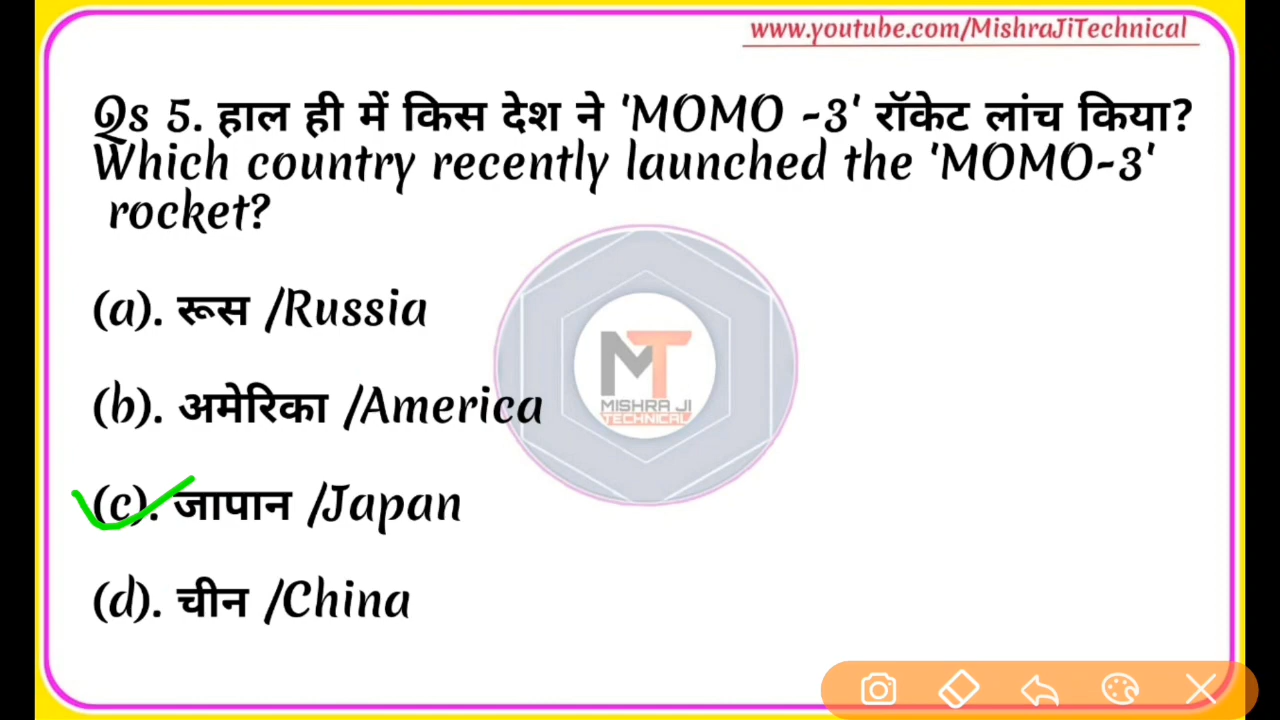 www.youtube.com/MishraJiTechnical
Qs 5. हाल ही में किस देश ने 'MOMO -3' रॉकेट लांच किया?
Which country recently launched the 'MOMO-3'
rocket?
(a). रूस /Russia
(b). अमेरिका /America
(c). जापान /Japan
(d). चीन /China
MT
MISHRA JI
TECHNICAL